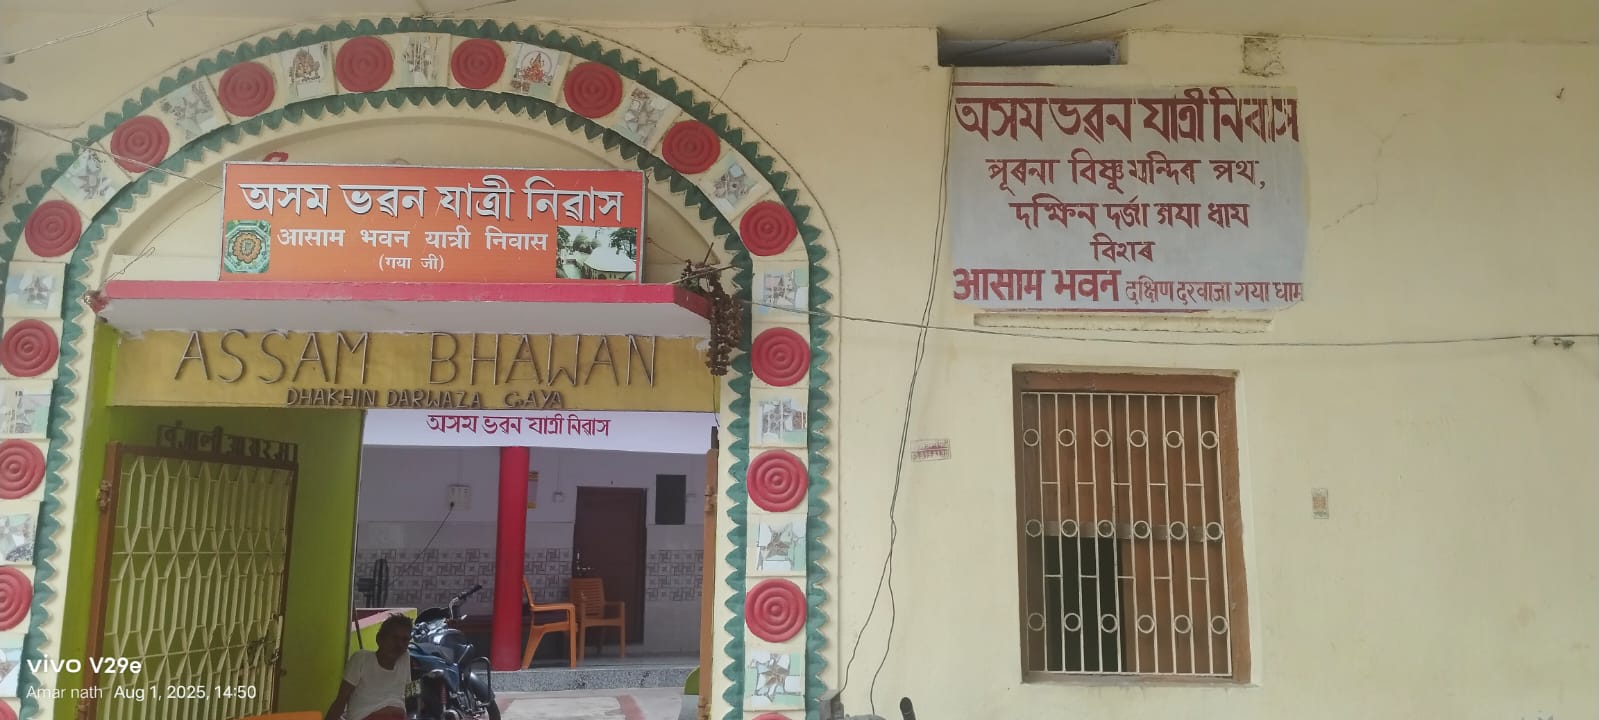 অসম ভৱন যাত্ৰী নিৱাস
आसाम भवन यात्री निवास
(गया जी)
ASSAM BHAWAN
DHAKHIN DARWAZA GAYA
অসম ভৱন যাত্ৰী নিৱাস
অসম ভৱন যাত্ৰী নিবাস
পূৰনা বিষ্ণু মন্দিৰ পথ,
দক্ষিন দৰ্জা গয়া ধাম
বিহাৰ
आसाम भवन दक्षिण दरवाजा गया धाम
vivo V29e
Amar nath Aug 1, 2025, 14:50